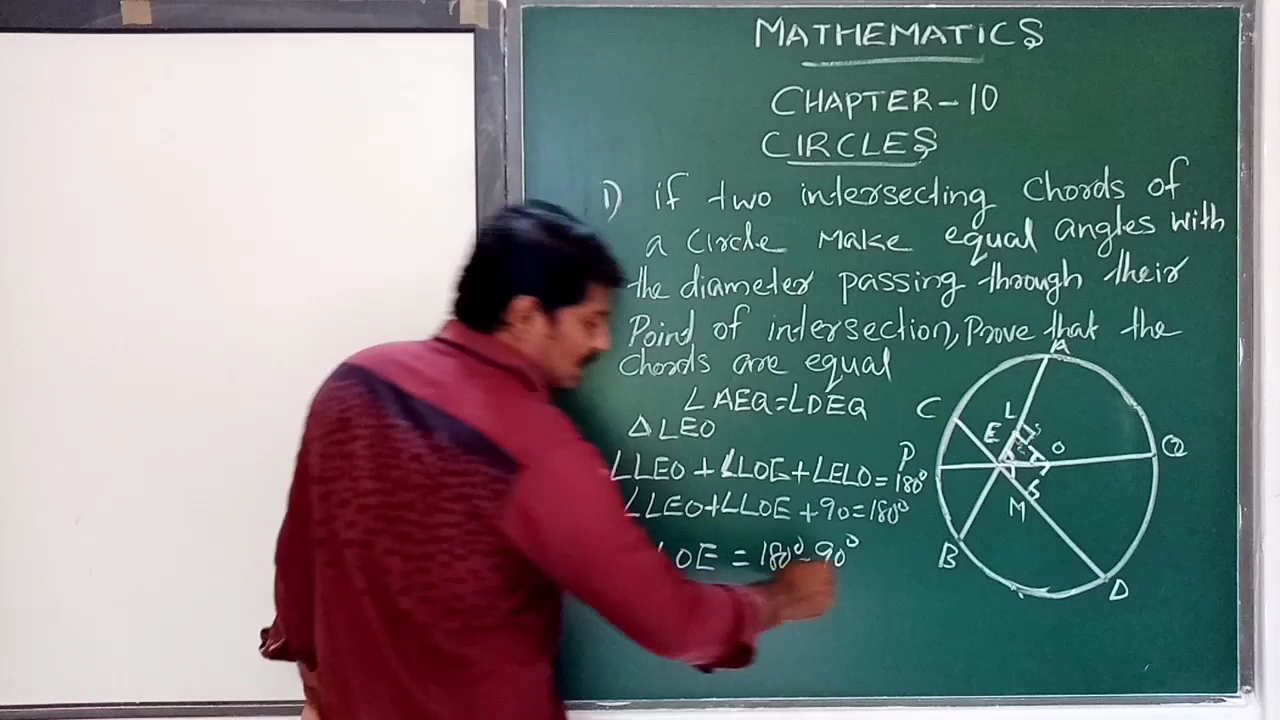 MATHEMATICS
CHAPTER-10
CIRCLES
1) if two intersecting Chords of
a Circle Make equal angles with
the diameter passing through their
Point of intersection, Prove that the
Chords are equal
∠AEQ=∠DEQ
△LEO
∠LEO+∠LOE+∠ELO=180°
∠LEO+∠LOE+90=180°
OE=180°-90°
A
C
L
E
O
P
Q
M
B
D